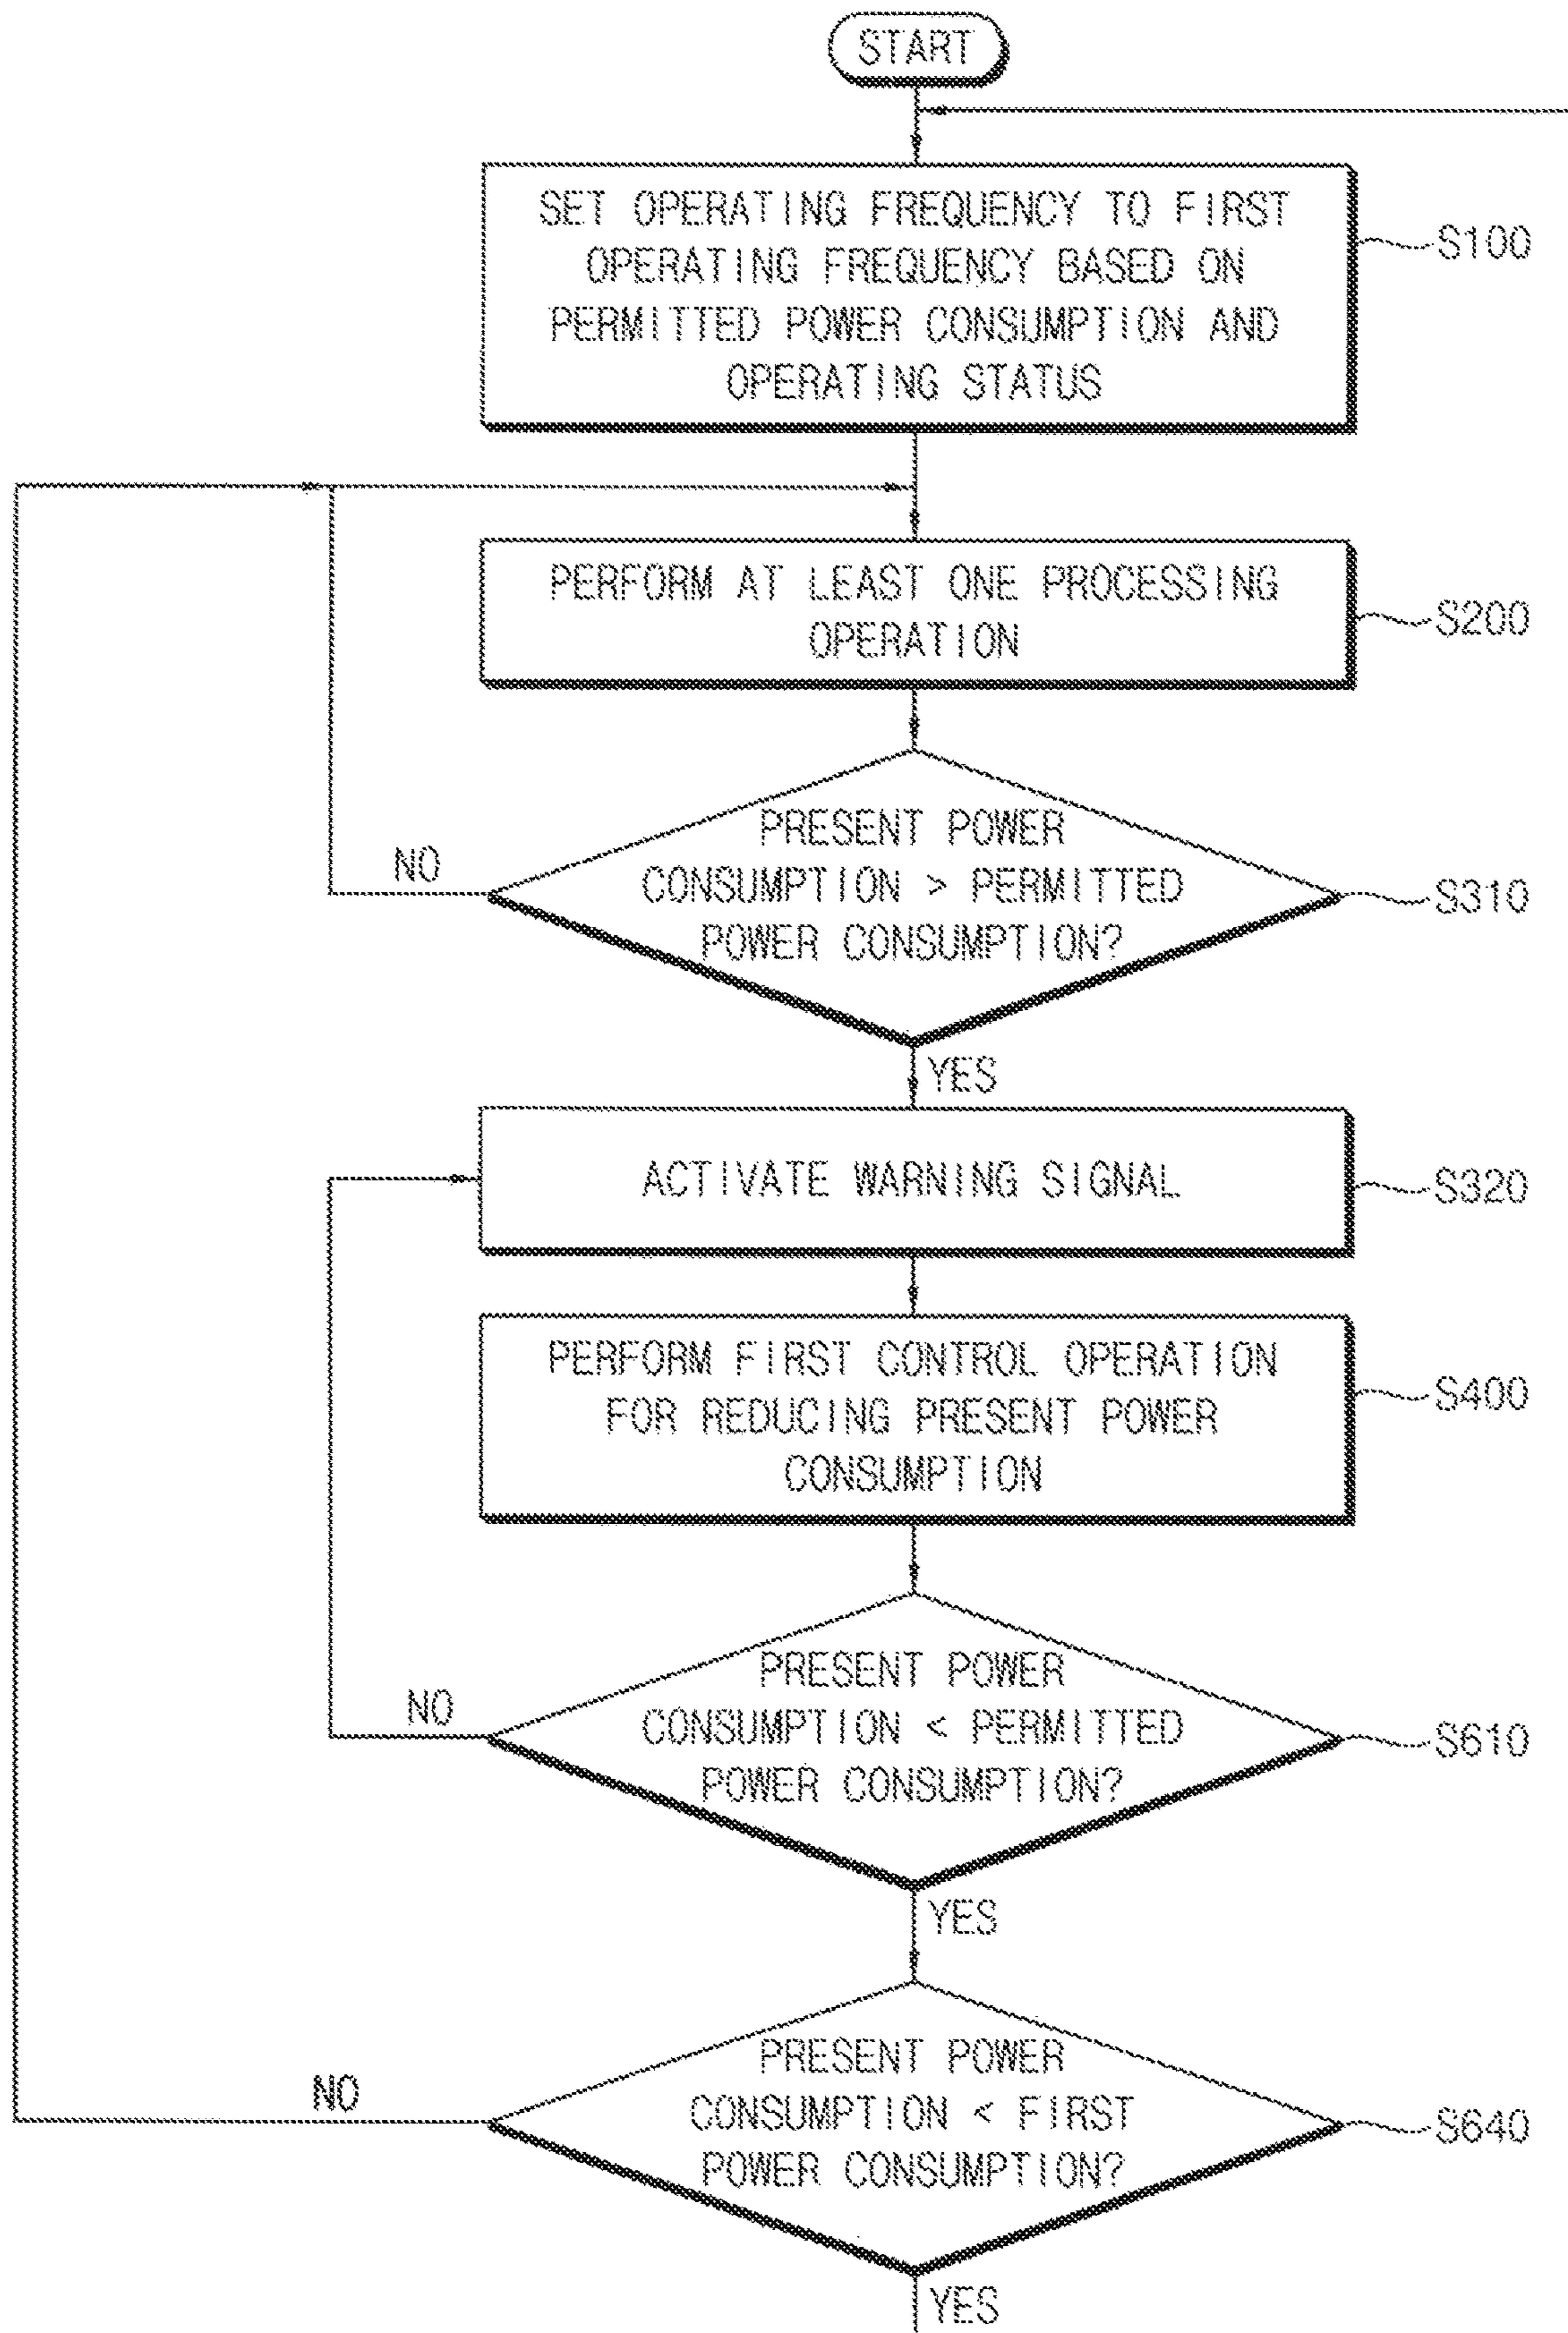 START
SET OPERATING FREQUENCY TO FIRST
OPERATING FREQUENCY BASED ON
PERMITTED POWER CONSUMPTION AND
OPERATING STATUS
S100
PERFORM AT LEAST ONE PROCESSING
OPERATION
S200
PRESENT POWER
CONSUMPTION > PERMITTED
POWER CONSUMPTION?
NO
S310
YES
ACTIVATE WARNING SIGNAL
S320
PERFORM FIRST CONTROL OPERATION
FOR REDUCING PRESENT POWER
CONSUMPTION
S400
PRESENT POWER
CONSUMPTION < PERMITTED
POWER CONSUMPTION?
NO
S610
YES
PRESENT POWER
CONSUMPTION < FIRST
POWER CONSUMPTION?
NO
S640
YES